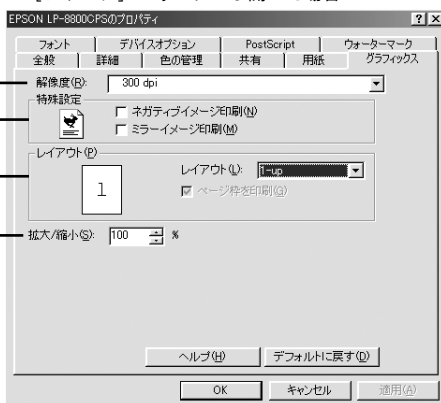 EPSON LP-8800CPSのプロパティ
フォント デバイスオプション PostScript ウォーターマーク
全般 詳細 色の管理 共有 用紙 グラフィックス
解像度(R): 300 dpi
特殊設定
ネガティブイメージ印刷(N)
ミラーイメージ印刷(M)
レイアウト(P)
レイアウト(L): 1-up
1
ページ枠を印刷(G)
拡大/縮小(S): 100 %
ヘルプ(H) デフォルトに戻す(D)
OK キャンセル 適用(A)